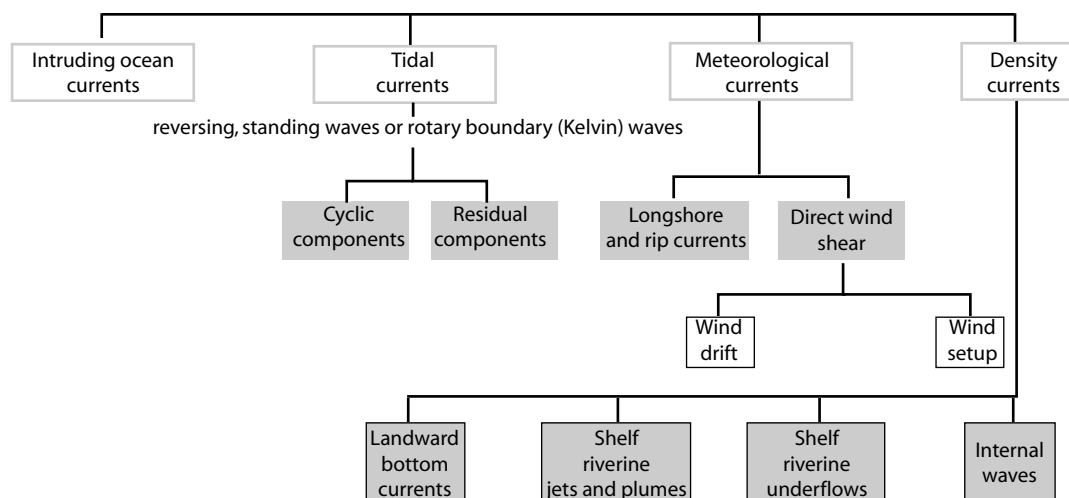 Intruding ocean
currents
Tidal
currents
Meteorological
currents
Density
currents
reversing, standing waves or rotary boundary (Kelvin) waves
Cyclic
components
Residual
components
Longshore
and rip currents
Direct wind
shear
Wind
drift
Wind
setup
Landward
bottom
currents
Shelf
riverine
jets and plumes
Shelf
riverine
underflows
Internal
waves